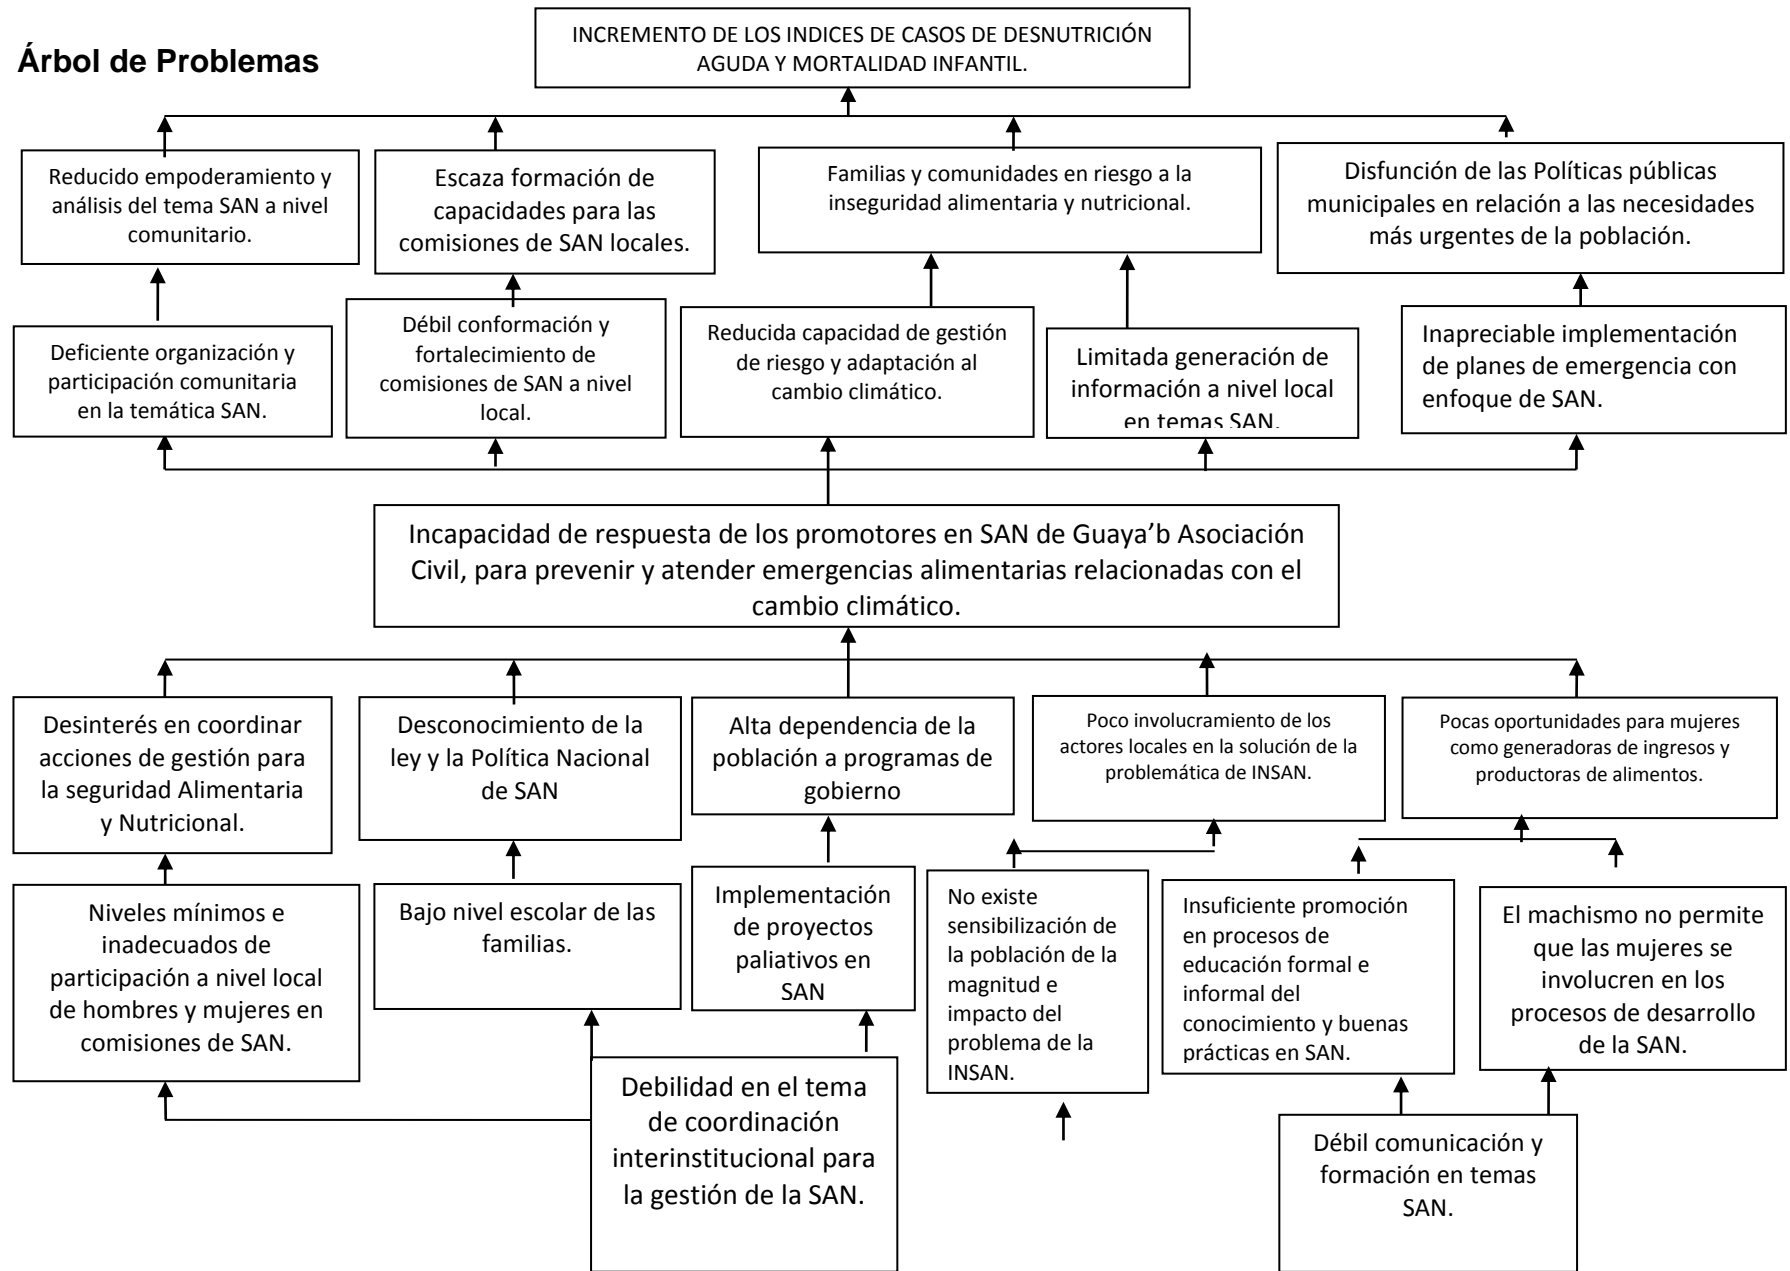 Árbol de Problemas
INCREMENTO DE LOS INDICES DE CASOS DE DESNUTRICIÓN
AGUDA Y MORTALIDAD INFANTIL.
Reducido empoderamiento y
análisis del tema SAN a nivel
comunitario.
Escaza formación de
capacidades para las
comisiones de SAN locales.
Familias y comunidades en riesgo a la
inseguridad alimentaria y nutricional.
Disfunción de las Políticas públicas
municipales en relación a las necesidades
más urgentes de la población.
Deficiente organización y
participación comunitaria
en la temática SAN.
Débil conformación y
fortalecimiento de
comisiones de SAN a nivel
local.
Reducida capacidad de gestión
de riesgo y adaptación al
cambio climático.
Limitada generación de
información a nivel local
en temas SAN.
Inapreciable implementación
de planes de emergencia con
enfoque de SAN.
Incapacidad de respuesta de los promotores en SAN de Guaya’b Asociación
Civil, para prevenir y atender emergencias alimentarias relacionadas con el
cambio climático.
Desinterés en coordinar
acciones de gestión para
la seguridad Alimentaria
y Nutricional.
Desconocimiento de la
ley y la Política Nacional
de SAN
Alta dependencia de la
población a programas de
gobierno
Poco involucramiento de los
actores locales en la solución de la
problemática de INSAN.
Pocas oportunidades para mujeres
como generadoras de ingresos y
productoras de alimentos.
Niveles mínimos e
inadecuados de
participación a nivel local
de hombres y mujeres en
comisiones de SAN.
Bajo nivel escolar de las
familias.
Implementación
de proyectos
paliativos en
SAN
No existe
sensibilización de
la población de la
magnitud e
impacto del
problema de la
INSAN.
Insuficiente promoción
en procesos de
educación formal e
informal del
conocimiento y buenas
prácticas en SAN.
El machismo no permite
que las mujeres se
involucren en los
procesos de desarrollo
de la SAN.
Debilidad en el tema
de coordinación
interinstitucional para
la gestión de la SAN.
Débil comunicación y
formación en temas
SAN.